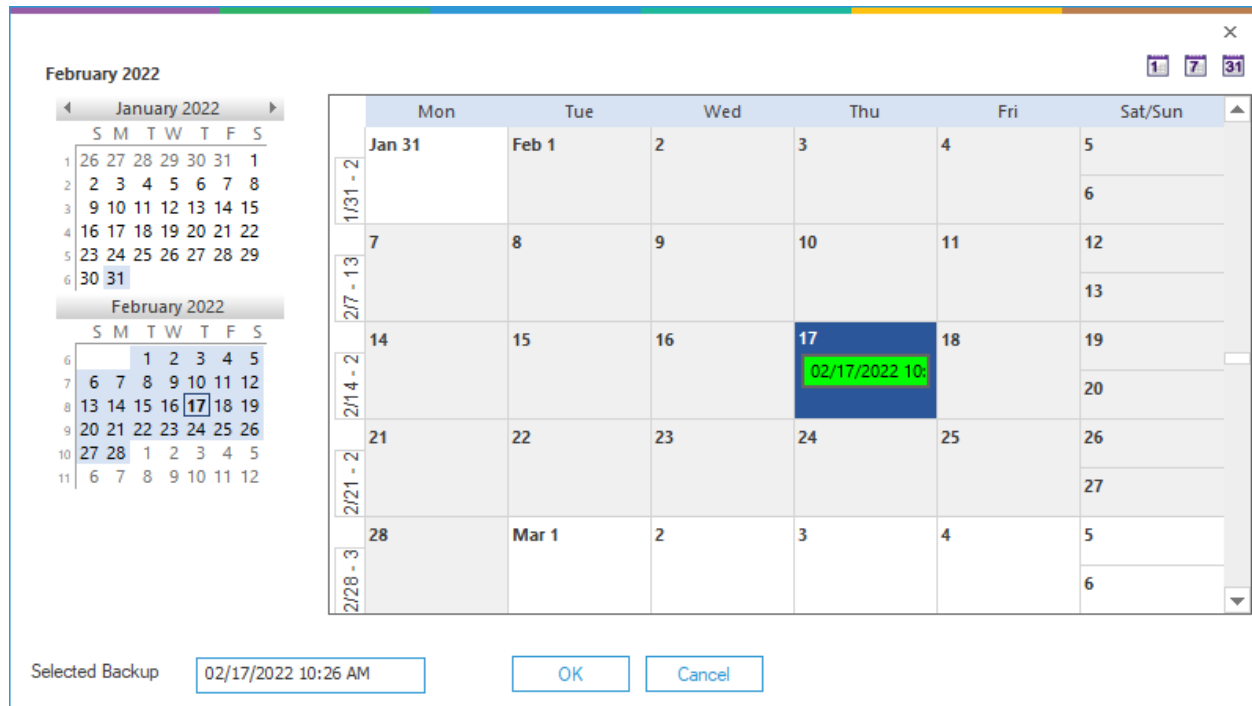 1 7 31
February 2022
January 2022
S M T W T F S
1 26 27 28 29 30 31 1
2 2 3 4 5 6 7 8
3 9 10 11 12 13 14 15
4 16 17 18 19 20 21 22
5 23 24 25 26 27 28 29
6 30 31
February 2022
S M T W T F S
6 1 2 3 4 5
7 6 7 8 9 10 11 12
8 13 14 15 16 17 18 19
9 20 21 22 23 24 25 26
10 27 28 1 2 3 4 5
11 6 7 8 9 10 11 12
Mon Tue Wed Thu Fri Sat/Sun
1/31 - 2
Jan 31 Feb 1 2 3 4 5
6
2/7 - 13
7 8 9 10 11 12
13
2/14 - 2
14 15 16 17 18 19
02/17/2022 10:
20
2/21 - 2
21 22 23 24 25 26
27
2/28 - 3
28 Mar 1 2 3 4 5
6
Selected Backup 02/17/2022 10:26 AM OK Cancel